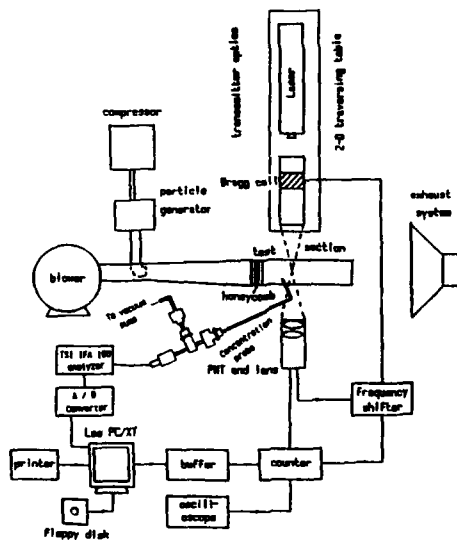 transmitter optics
Laser
2-D traversing table
compressor
Bragg cell
particle
generator
exhaust
system
test
section
blower
honeycomb
To vacuum
pump
Concentration
probe
PMT and lens
TSI IFA 100
analyzer
A / D
Converter
frequency
shifter
Lee PC/XT
printer
buffer
counter
oscill-
oscope
floppy disk